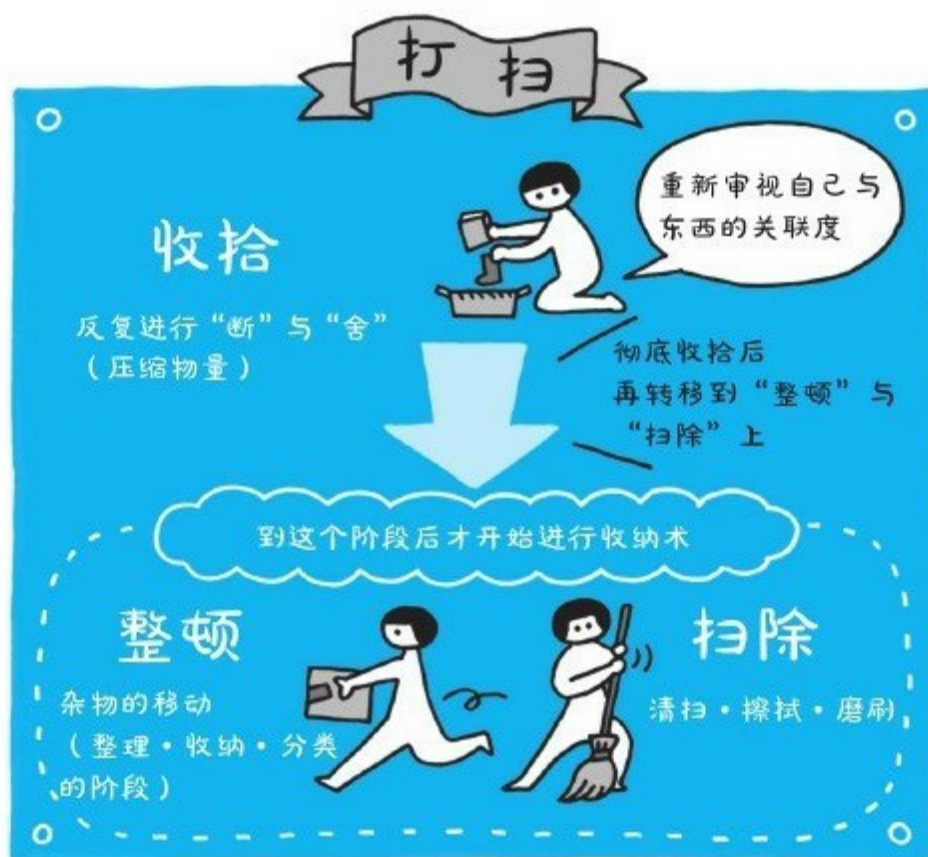 打扫
重新审视自己与
东西的关联度
收拾
反复进行“断”与“舍”
（压缩物量）
彻底收拾后
再转移到“整顿”与
“扫除”上
到这个阶段后才开始进行收纳术
整顿
杂物的移动
（整理·收纳·分类
的阶段）
扫除
清扫·擦拭·磨刷